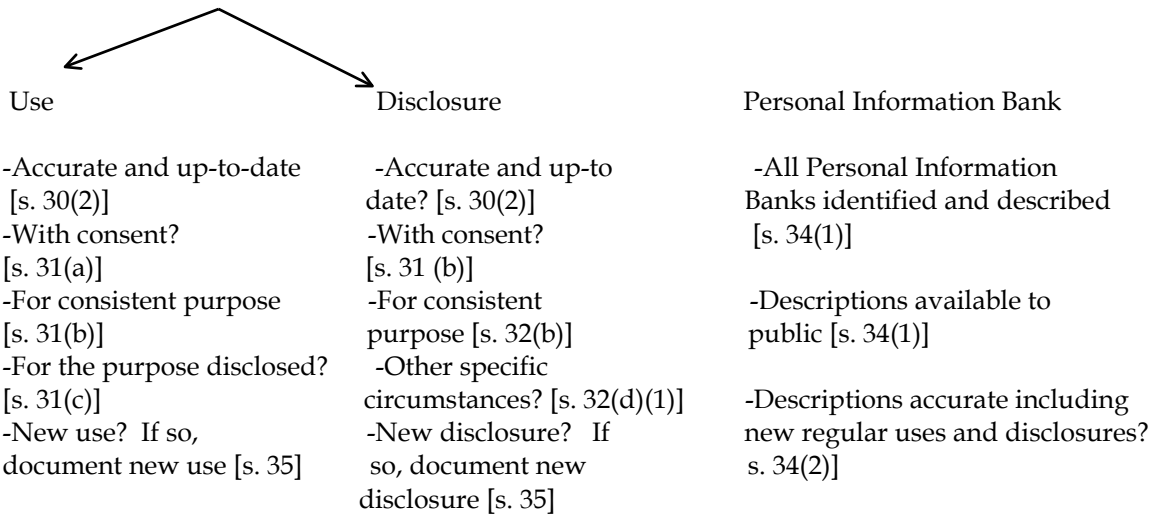 Use
-Accurate and up-to-date
[s. 30(2)]
-With consent?
[s. 31(a)]
-For consistent purpose
[s. 31(b)]
-For the purpose disclosed?
[s. 31(c)]
-New use?  If so,
document new use [s. 35]
Disclosure
-Accurate and up-to
date? [s. 30(2)]
-With consent?
[s. 31 (b)]
-For consistent
purpose [s. 32(b)]
-Other specific
circumstances? [s. 32(d)(1)]
-New disclosure?   If
so, document new
disclosure [s. 35]
Personal Information Bank
-All Personal Information
Banks identified and described
[s. 34(1)]
-Descriptions available to
public [s. 34(1)]
-Descriptions accurate including
new regular uses and disclosures?
s. 34(2)]